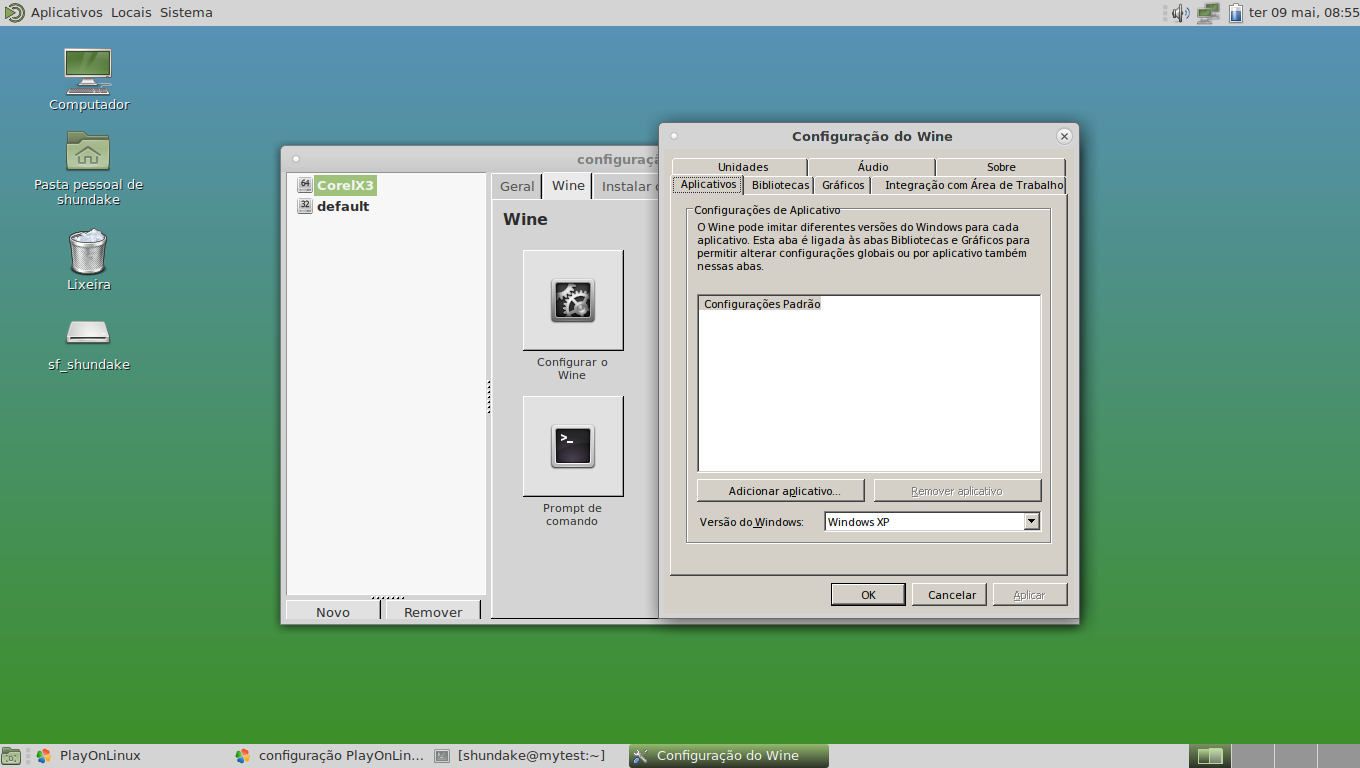 Aplicativos Locais Sistema
ter 09 mai, 08:55
Computador
Pasta pessoal de
shundake
Lixeira
sf_shundake
configuraçã
64 CorelX3
32 default
Novo Remover
Geral Wine Instalar
Wine
Configurar o
Wine
>_
Prompt de
comando
Configuração do Wine
Unidades Áudio Sobre
Aplicativos Bibliotecas Gráficos Integração com Área de Trabalho
Configurações de Aplicativo
O Wine pode imitar diferentes versões do Windows para cada
aplicativo. Esta aba é ligada às abas Bibliotecas e Gráficos para
permitir alterar configurações globais ou por aplicativo também
nessas abas.
Configurações Padrão
Adicionar aplicativo... Remover aplicativo
Versão do Windows: Windows XP
OK Cancelar Aplicar
PlayOnLinux configuração PlayOnLin... [shundake@mytest:~] Configuração do Wine